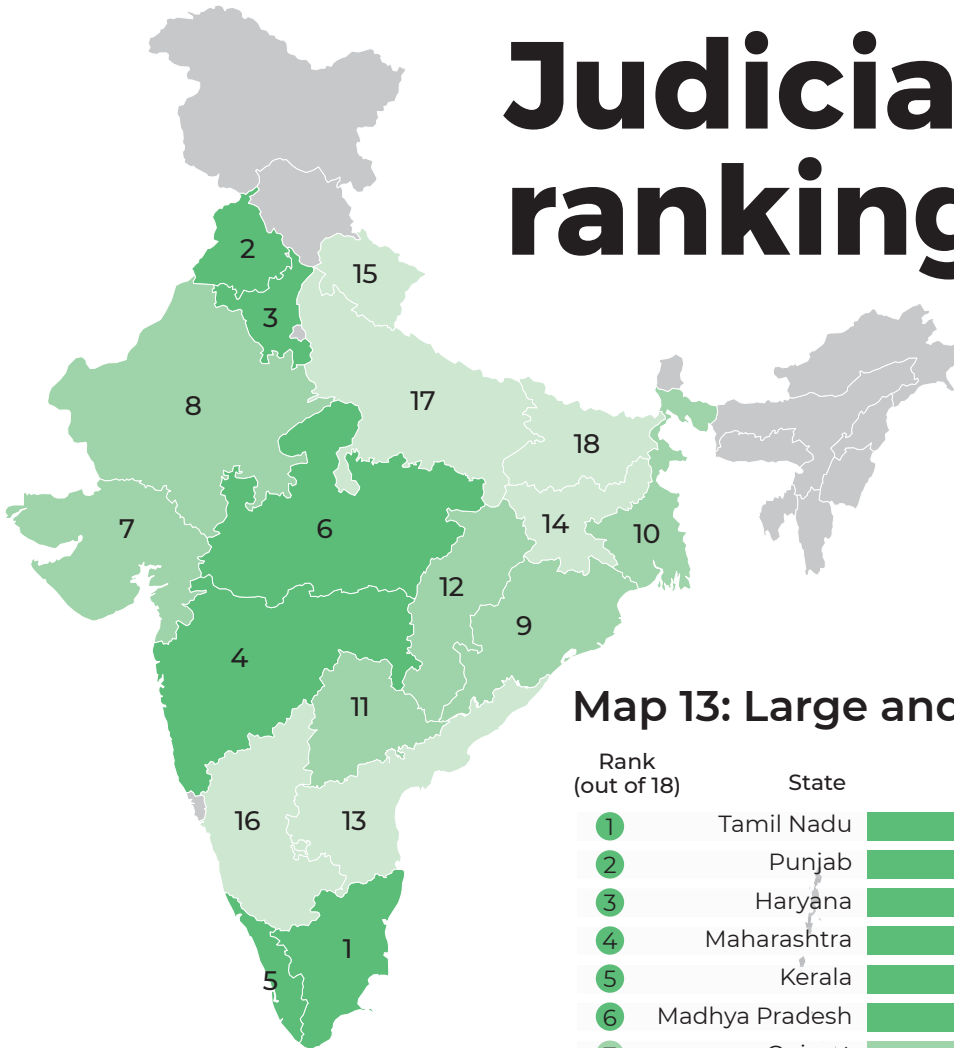 Judicia
ranking
2
15
3
8
17
18
7
6
14
10
12
9
4
11
16
13
1
5
Map 13: Large and
Rank
(out of 18)
State
1 Tamil Nadu
2 Punjab
3 Haryana
4 Maharashtra
5 Kerala
6 Madhya Pradesh